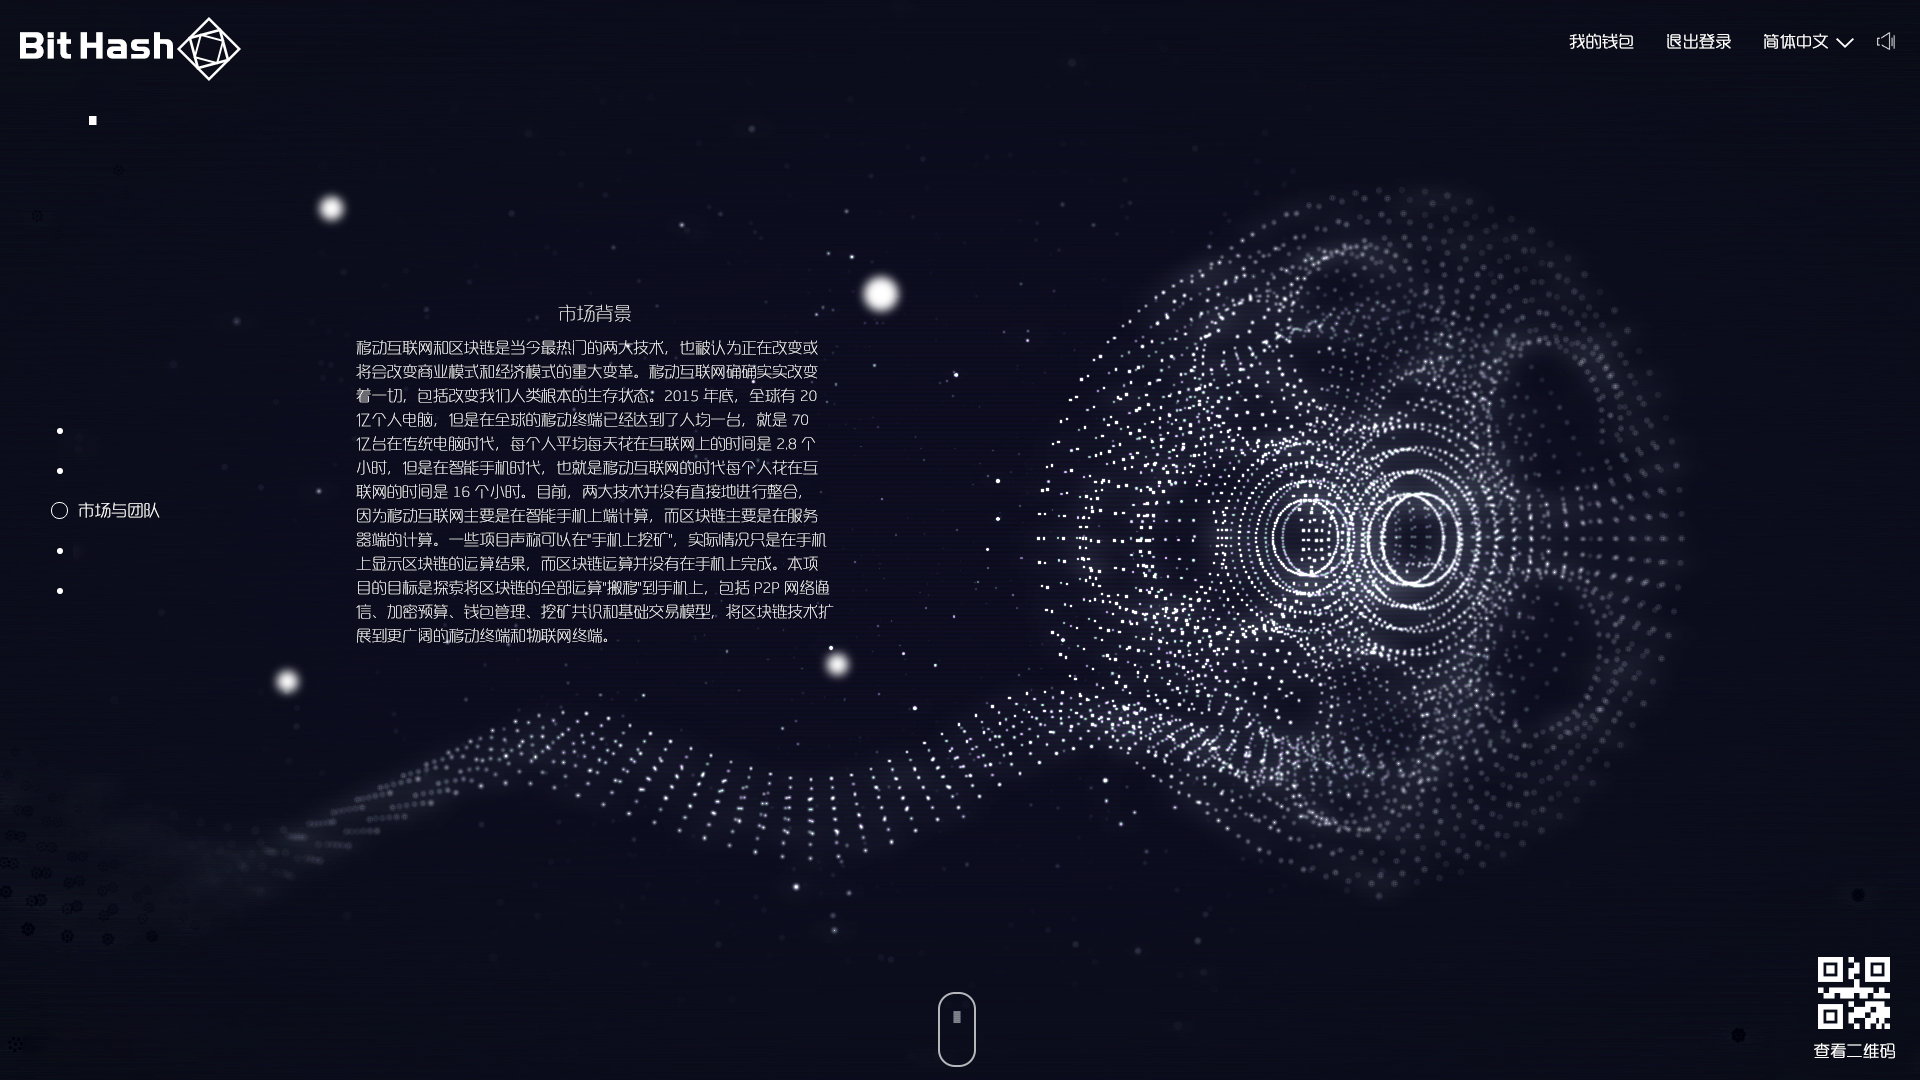 Bit Hash
我的钱包
退出登录
简体中文
市场背景
移动互联网和区块链是当今最热门的两大技术，也被认为正在改变或
将会改变商业模式和经济模式的重大变革。移动互联网确确实实改变
着一切，包括改变我们人类根本的生存状态。2015 年底，全球有 20
亿个人电脑，但是在全球的移动终端已经达到了人均一台，就是 70
亿台在传统电脑时代，每个人平均每天花在互联网上的时间是 2.8 个
小时，但是在智能手机时代，也就是移动互联网的时代每个人花在互
联网的时间是 16 个小时。目前，两大技术并没有直接地进行整合，
因为移动互联网主要是在智能手机上端计算，而区块链主要是在服务
器端的计算。一些项目声称可以在"手机上挖矿"，实际情况只是在手机
上显示区块链的运算结果，而区块链运算并没有在手机上完成。本项
目的目标是探索将区块链的全部运算"搬移"到手机上，包括 P2P 网络通
信、加密预算、钱包管理、挖矿共识和基础交易模型，将区块链技术扩
展到更广阔的移动终端和物联网终端。
市场与团队
查看二维码